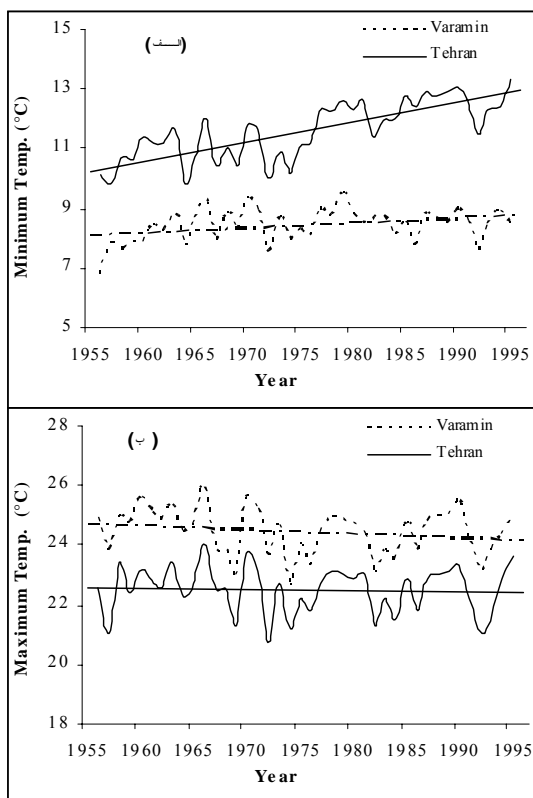 15
13
11
9
7
5
Minimum Temp. (°C)
(الـــف)
Varamin
Tehran
1955 1960 1965 1970 1975 1980 1985 1990 1995
Year
28
26
24
22
20
18
Maximum Temp. (°C)
(ب)
Varamin
Tehran
1955 1960 1965 1970 1975 1980 1985 1990 1995
Year